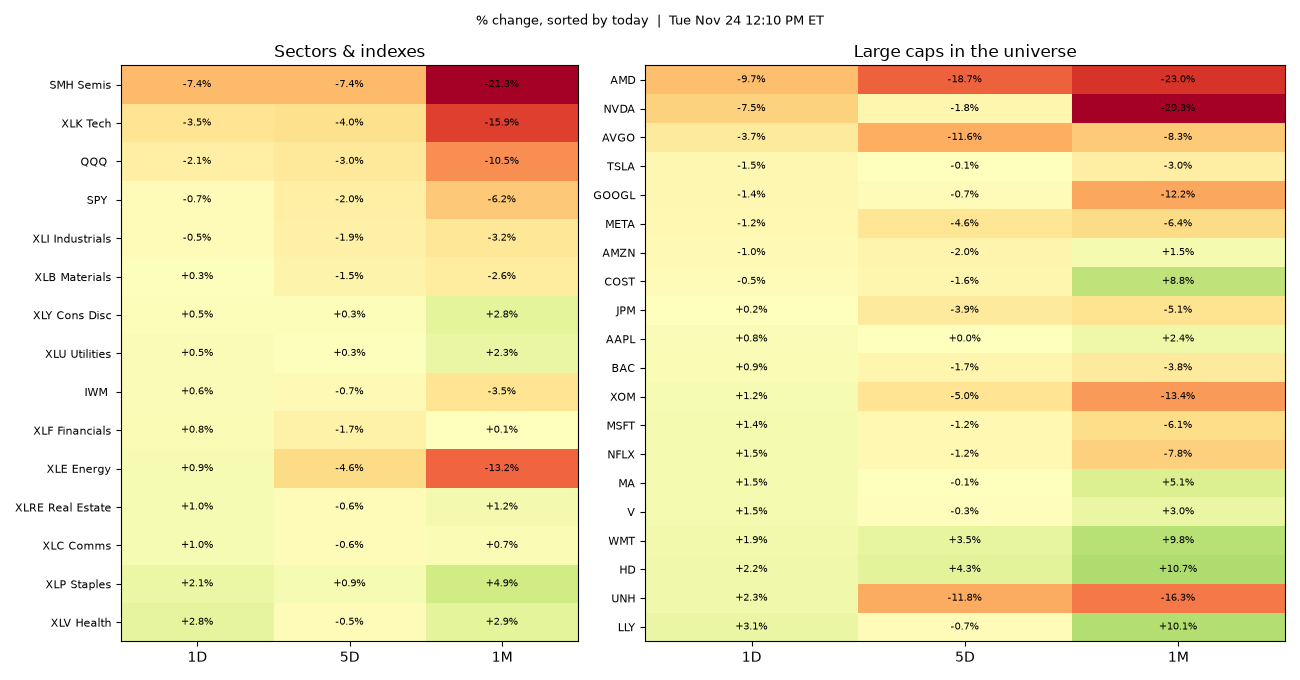 % change, sorted by today | Tue Nov 24 12:10 PM ET
Sectors & indexes
SMH Semis -7.4% -7.4% -21.3%
XLK Tech -3.5% -4.0% -15.9%
QQQ -2.1% -3.0% -10.5%
SPY -0.7% -2.0% -6.2%
XLI Industrials -0.5% -1.9% -3.2%
XLB Materials +0.3% -1.5% -2.6%
XLY Cons Disc +0.5% +0.3% +2.8%
XLU Utilities +0.5% +0.3% +2.3%
IWM +0.6% -0.7% -3.5%
XLF Financials +0.8% -1.7% +0.1%
XLE Energy +0.9% -4.6% -13.2%
XLRE Real Estate +1.0% -0.6% +1.2%
XLC Comms +1.0% -0.6% +0.7%
XLP Staples +2.1% +0.9% +4.9%
XLV Health +2.8% -0.5% +2.9%
1D 5D 1M
Large caps in the universe
AMD -9.7% -18.7% -23.0%
NVDA -7.5% -1.8% -29.3%
AVGO -3.7% -11.6% -8.3%
TSLA -1.5% -0.1% -3.0%
GOOGL -1.4% -0.7% -12.2%
META -1.2% -4.6% -6.4%
AMZN -1.0% -2.0% +1.5%
COST -0.5% -1.6% +8.8%
JPM +0.2% -3.9% -5.1%
AAPL +0.8% +0.0% +2.4%
BAC +0.9% -1.7% -3.8%
XOM +1.2% -5.0% -13.4%
MSFT +1.4% -1.2% -6.1%
NFLX +1.5% -1.2% -7.8%
MA +1.5% -0.1% +5.1%
V +1.5% -0.3% +3.0%
WMT +1.9% +3.5% +9.8%
HD +2.2% +4.3% +10.7%
UNH +2.3% -11.8% -16.3%
LLY +3.1% -0.7% +10.1%
1D 5D 1M